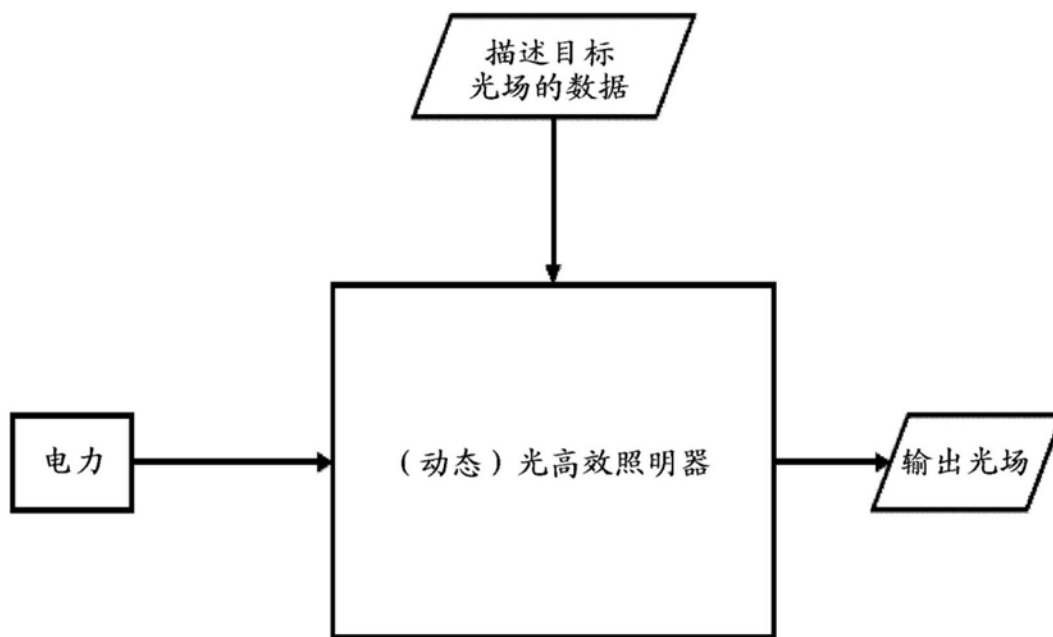 描述目标
光场的数据
电力
（动态）光高效照明器
输出光场